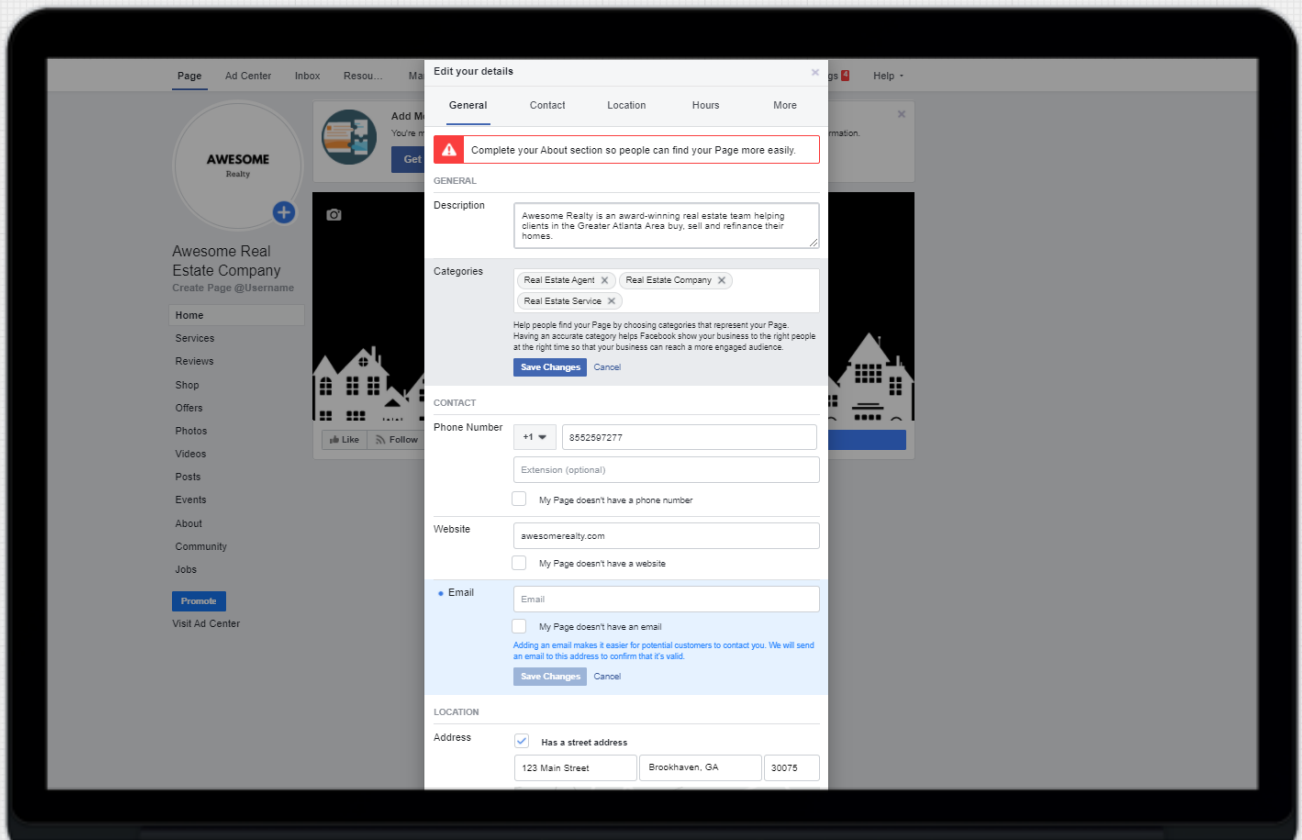 Page
Ad Center
Inbox
Resou...
Ma
gs 4
Help
AWESOME
Realty
Awesome Real
Estate Company
Create Page @Username
Home
Services
Reviews
Shop
Offers
Photos
Videos
Posts
Events
About
Community
Jobs
Promote
Visit Ad Center
Add M
You're m
Get
rmation.
Like
Follow
Edit your details
General
Contact
Location
Hours
More
Complete your About section so people can find your Page more easily.
GENERAL
Description
Awesome Realty is an award-winning real estate team helping
clients in the Greater Atlanta Area buy, sell and refinance their
homes.
Categories
Real Estate Agent
Real Estate Company
Real Estate Service
Help people find your Page by choosing categories that represent your Page.
Having an accurate category helps Facebook show your business to the right people
at the right time so that your business can reach a more engaged audience.
Save Changes
Cancel
CONTACT
Phone Number
+1
8552597277
Extension (optional)
My Page doesn't have a phone number
Website
awesomerealty.com
My Page doesn't have a website
Email
Email
My Page doesn't have an email
Adding an email makes it easier for potential customers to contact you. We will send
an email to this address to confirm that it's valid.
Save Changes
Cancel
LOCATION
Address
Has a street address
123 Main Street
Brookhaven, GA
30075